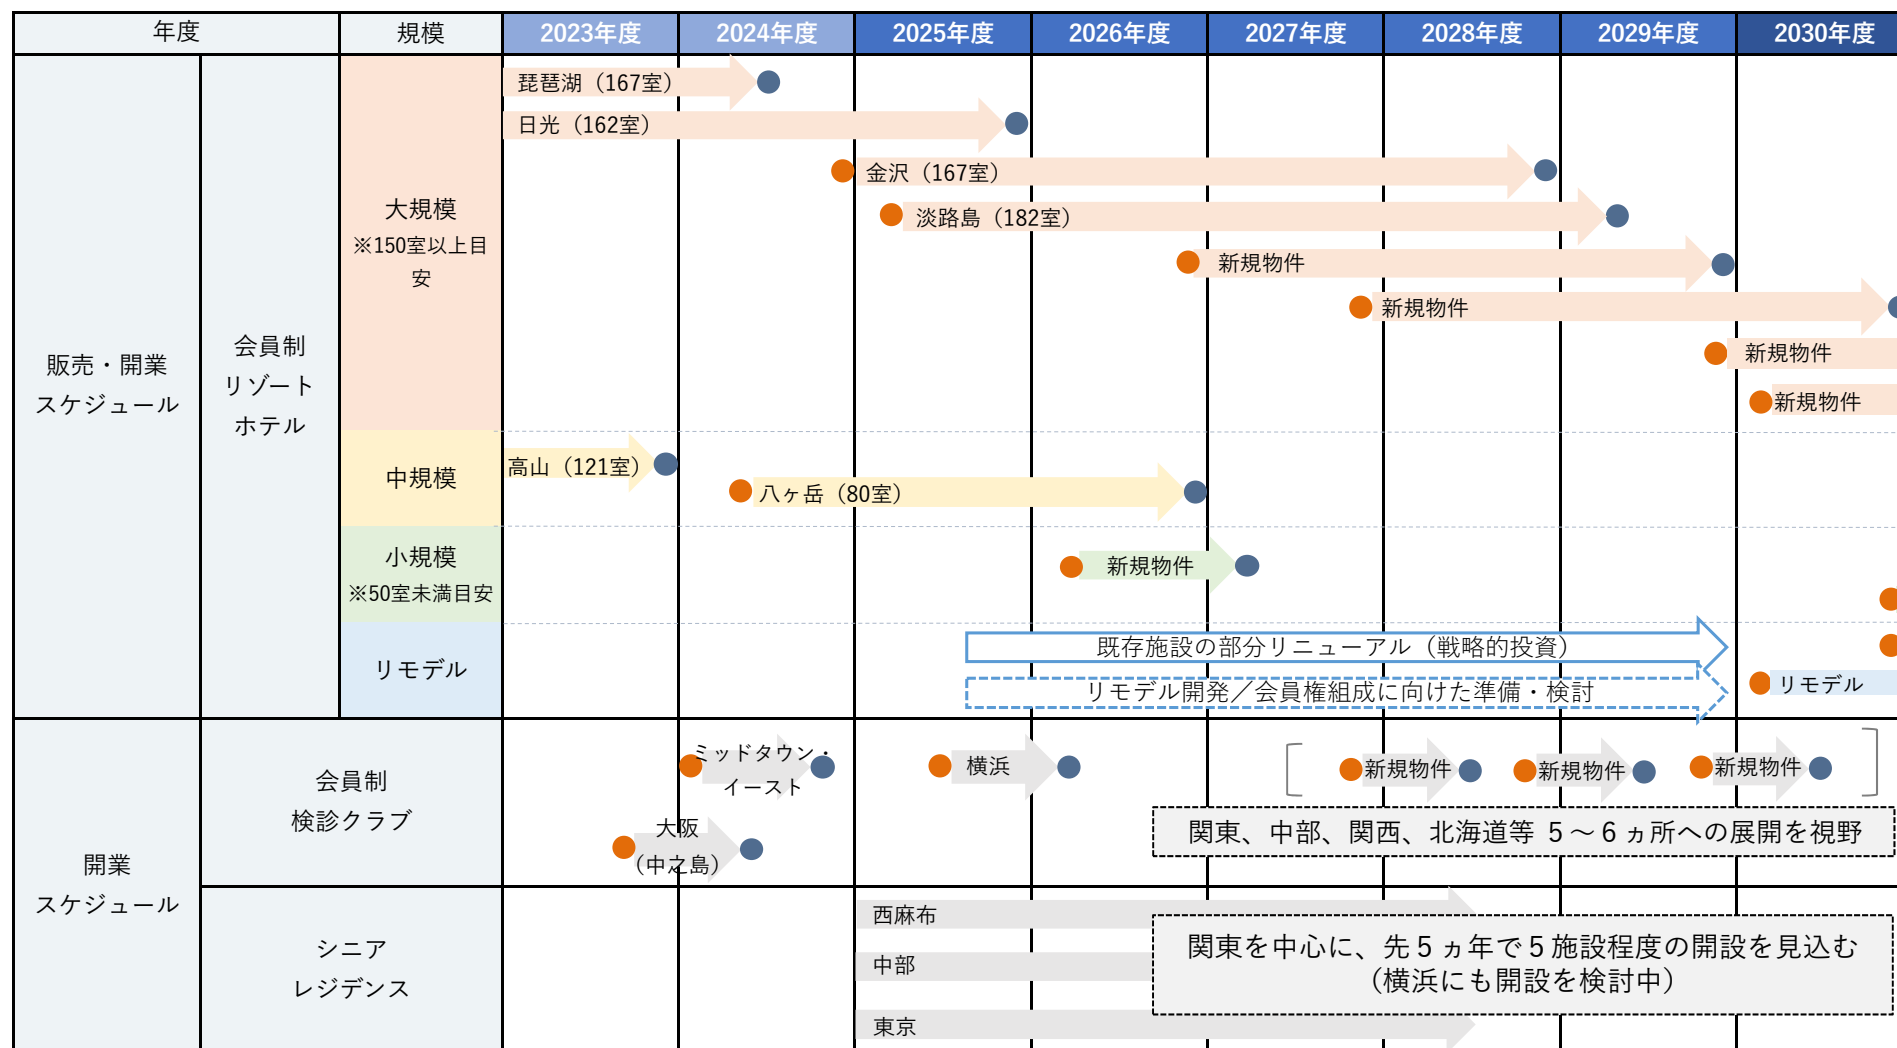 年度
規模
2023年度
2024年度
2025年度
2026年度
2027年度
2028年度
2029年度
2030年度
販売・開業
スケジュール
会員制
リゾート
ホテル
大規模
※150室以上目
安
琵琶湖（167室）
日光（162室）
金沢（167室）
淡路島（182室）
新規物件
新規物件
新規物件
新規物件
中規模
高山（121室）
八ヶ岳（80室）
小規模
※50室未満目安
新規物件
リモデル
既存施設の部分リニューアル（戦略的投資）
リモデル開発／会員権組成に向けた準備・検討
リモデル
開業
スケジュール
会員制
検診クラブ
ミッドタウン・
イースト
横浜
新規物件
新規物件
新規物件
大阪
（中之島）
関東、中部、関西、北海道等 5～6ヵ所への展開を視野
シニア
レジデンス
西麻布
中部
東京
関東を中心に、先5ヵ年で5施設程度の開設を見込む
（横浜にも開設を検討中）